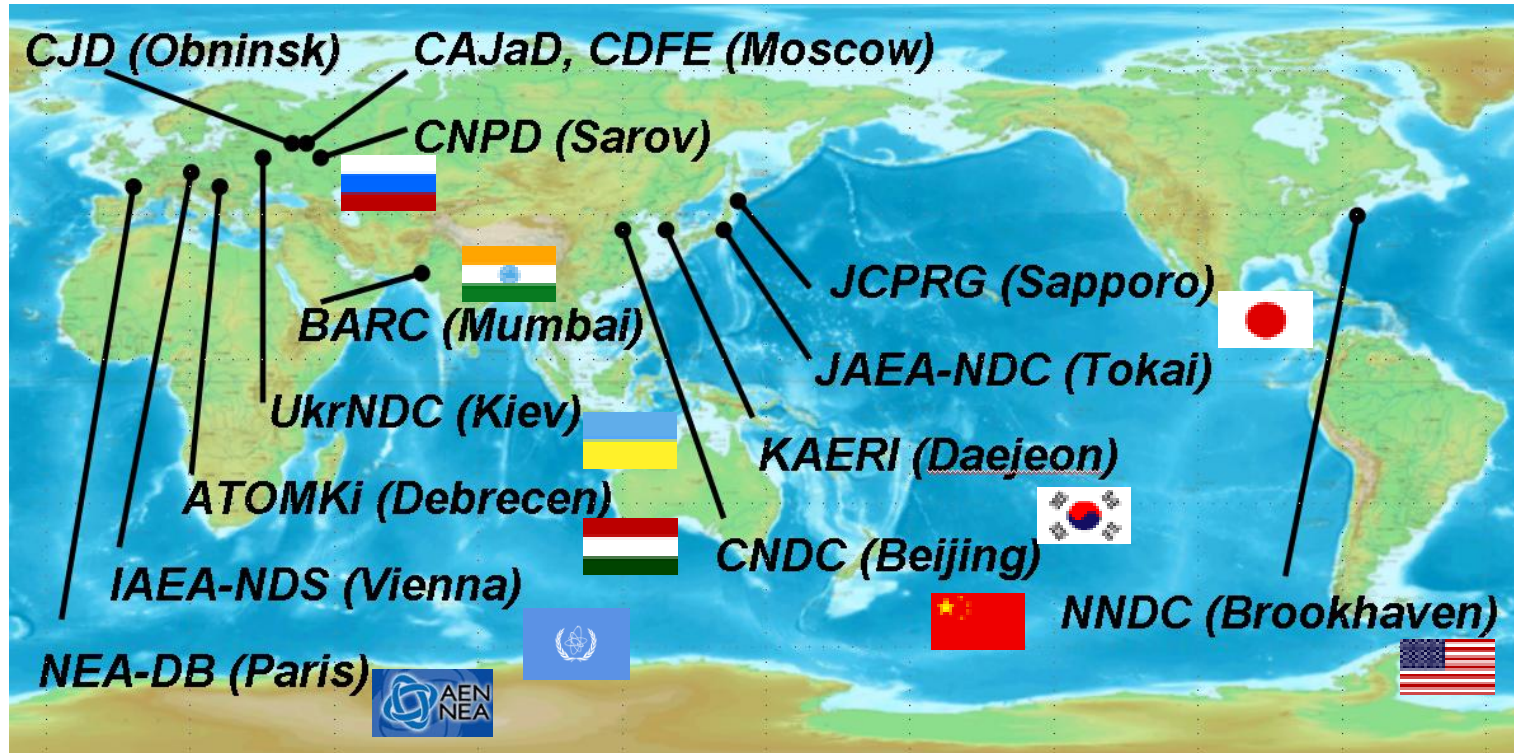 CJD (Obninsk)
CAJaD, CDFE (Moscow)
CNPD (Sarov)
JCPRG (Sapporo)
BARC (Mumbai)
JAEA-NDC (Tokai)
UkrNDC (Kiev)
KAERI (Daejeon)
ATOMKi (Debrecen)
CNDC (Beijing)
IAEA-NDS (Vienna)
NNDC (Brookhaven)
NEA-DB (Paris)
AEN
NEA